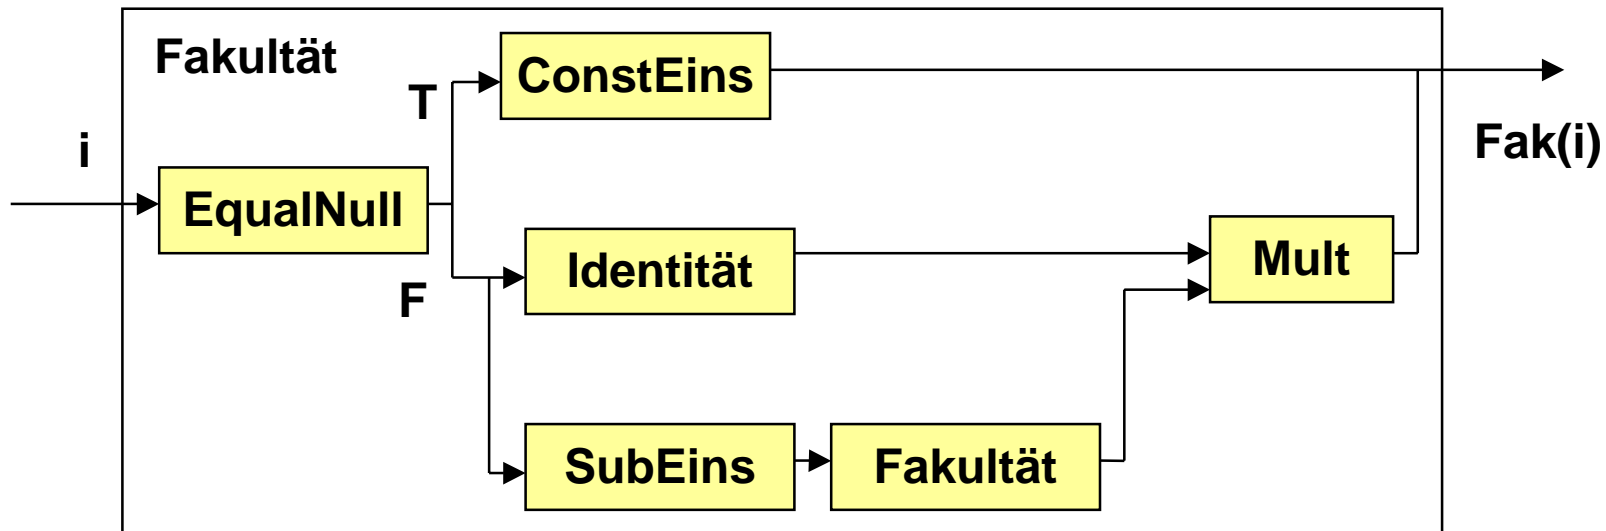 Fakultät
ConstEins
T
i
Fak(i)
EqualNull
Identität
Mult
F
SubEins
Fakultät